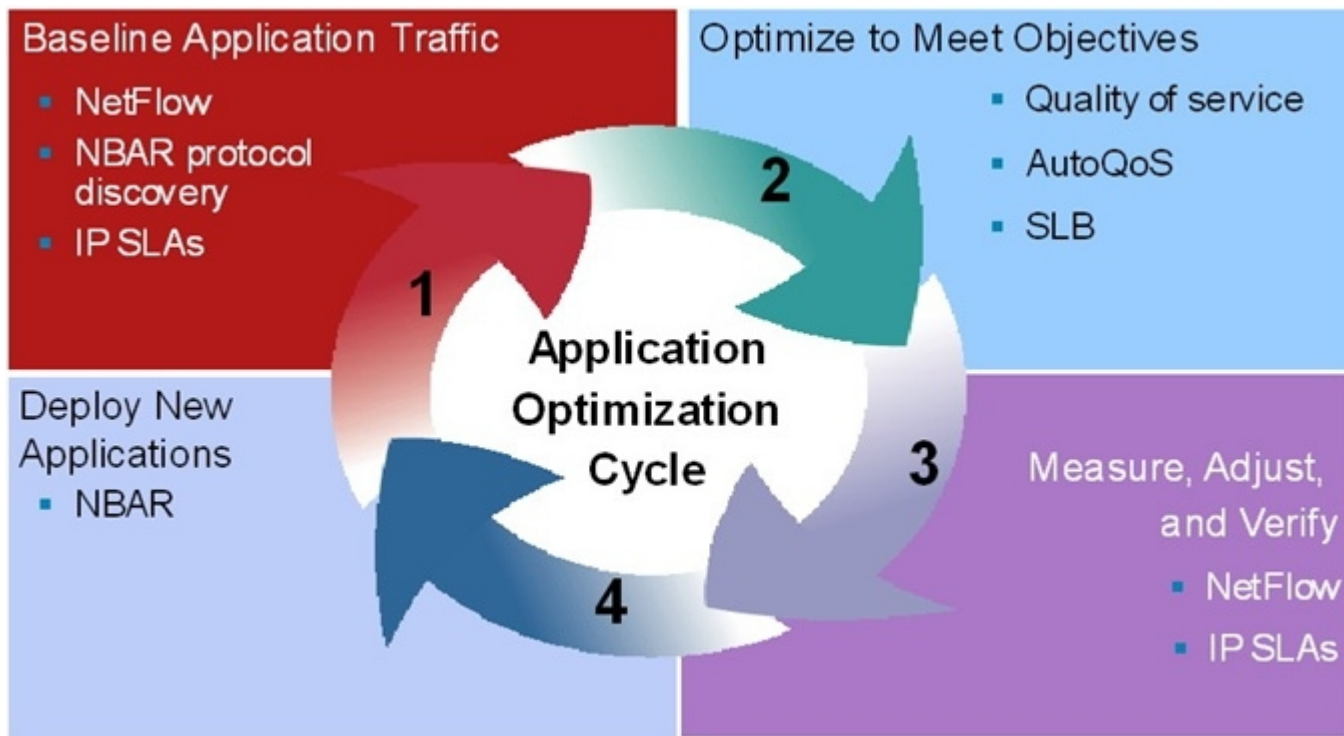 Baseline Application Traffic
▪ NetFlow
▪ NBAR protocol
discovery
▪ IP SLAs
1
Optimize to Meet Objectives
▪ Quality of service
▪ AutoQoS
▪ SLB
2
Application
Optimization
Cycle
3
Measure, Adjust,
and Verify
▪ NetFlow
▪ IP SLAs
Deploy New
Applications
▪ NBAR
4